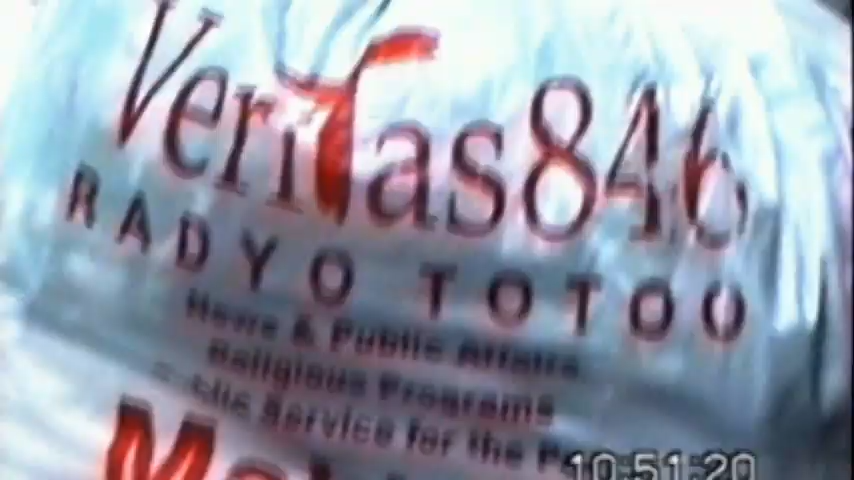 Veritas846
RADYO TOTOO
News & Public Affairs
Religious Programs
Service for the
10:51:20